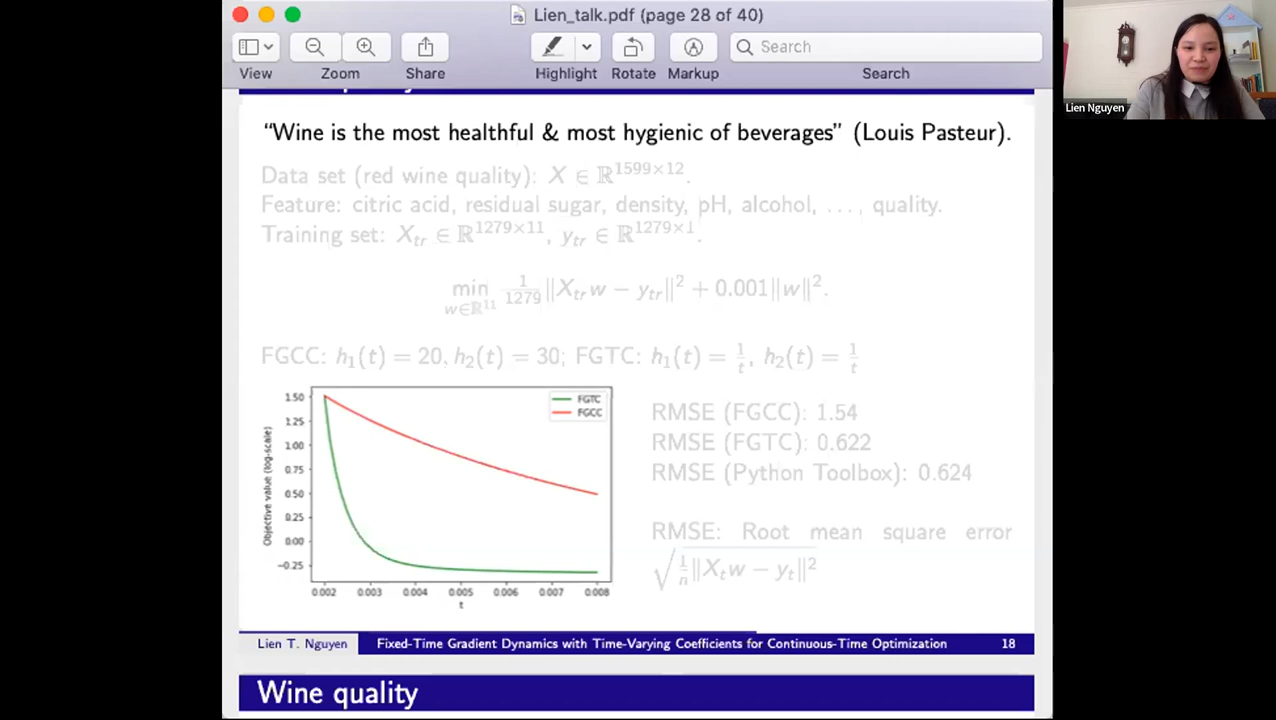 Lien_talk.pdf (page 28 of 40)
View
Zoom
Share
Highlight
Rotate
Markup
Search
Search
Lien Nguyen
“Wine is the most healthful & most hygienic of beverages” (Louis Pasteur).
Data set (red wine quality): X ∈ ℝ^{1599×12}.
Feature: citric acid, residual sugar, density, pH, alcohol, …, quality.
Training set: X_{tr} ∈ ℝ^{1279×11}, y_{tr} ∈ ℝ^{1279×1}.
min_{w∈ℝ^{11}} 1/1279 ‖X_{tr}w − y_{tr}‖² + 0.001‖w‖².
FGCC: h₁(t) = 20, h₂(t) = 30; FGTC: h₁(t) = 1/t, h₂(t) = 1/t
FGTC
FGCC
1.50
1.25
1.00
0.75
0.50
0.25
0.00
−0.25
Objective value (log-scale)
0.002 0.003 0.004 0.005 0.006 0.007 0.008
t
RMSE (FGCC): 1.54
RMSE (FGTC): 0.622
RMSE (Python Toolbox): 0.624
RMSE: Root mean square error
√(1/n ‖X_t w − y_t‖²)
Lien T. Nguyen Fixed-Time Gradient Dynamics with Time-Varying Coefficients for Continuous-Time Optimization 18
Wine quality